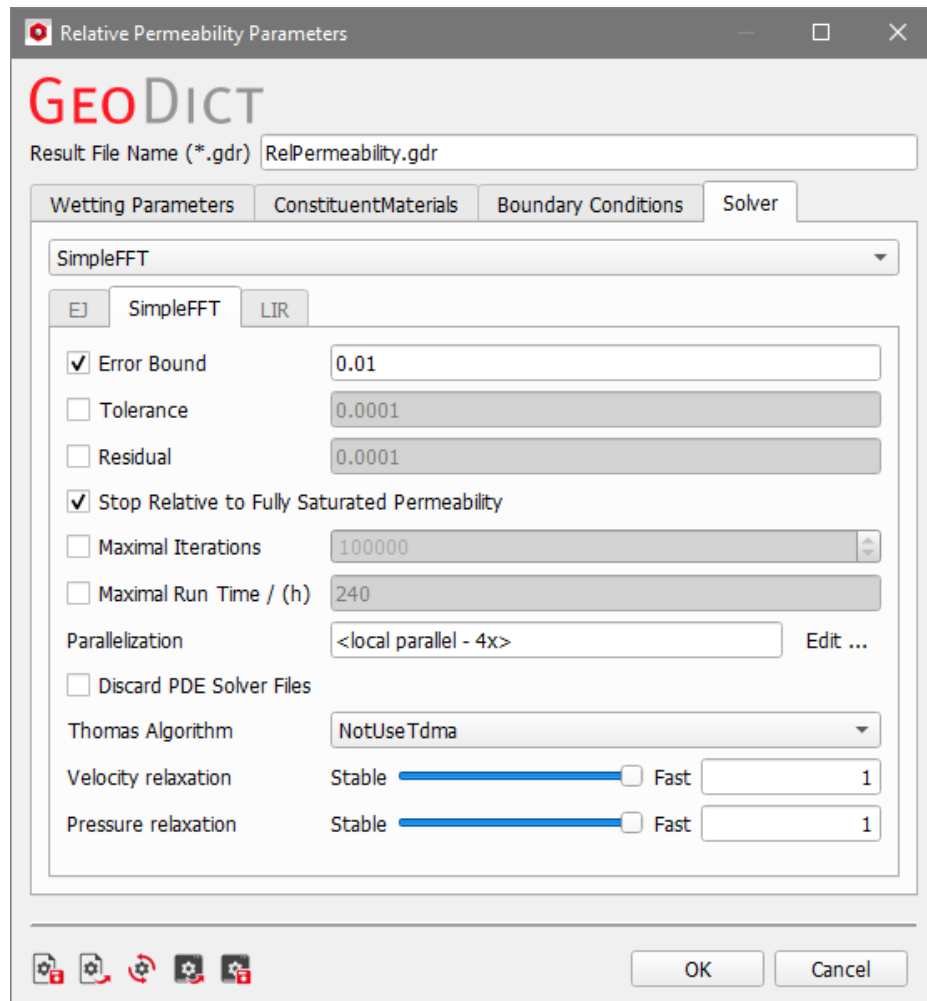 Relative Permeability Parameters
GEODICT
Result File Name (*.gdr) RelPermeability.gdr
Wetting Parameters ConstituentMaterials Boundary Conditions Solver
SimpleFFT
EJ SimpleFFT LIR
Error Bound 0.01
Tolerance 0.0001
Residual 0.0001
Stop Relative to Fully Saturated Permeability
Maximal Iterations 100000
Maximal Run Time / (h) 240
Parallelization <local parallel - 4x> Edit ...
Discard PDE Solver Files
Thomas Algorithm NotUseTdma
Velocity relaxation Stable Fast 1
Pressure relaxation Stable Fast 1
OK Cancel